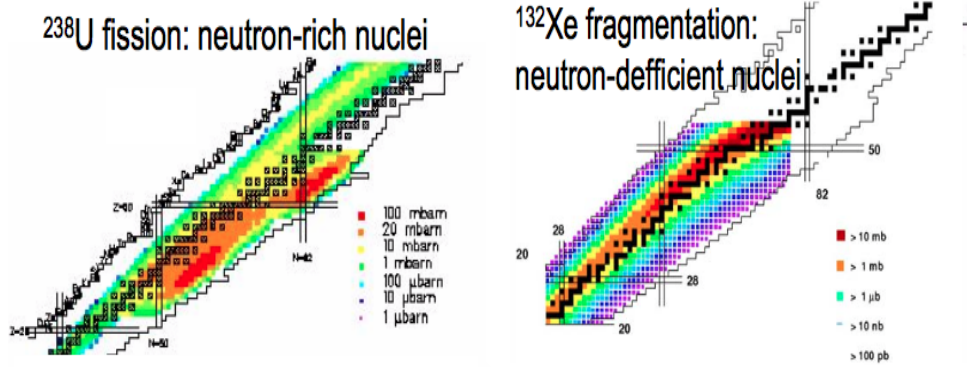 ²³⁸U fission: neutron-rich nuclei
Z=50
N=82
Z=28
N=50
100 mbarn
20 mbarn
10 mbarn
1 mbarn
100 μbarn
10 μbarn
1 μbarn
¹³²Xe fragmentation:
neutron-defficient nuclei
50
82
28
20
28
20
> 10 mb
> 1 mb
> 1 μb
> 10 nb
> 100 pb